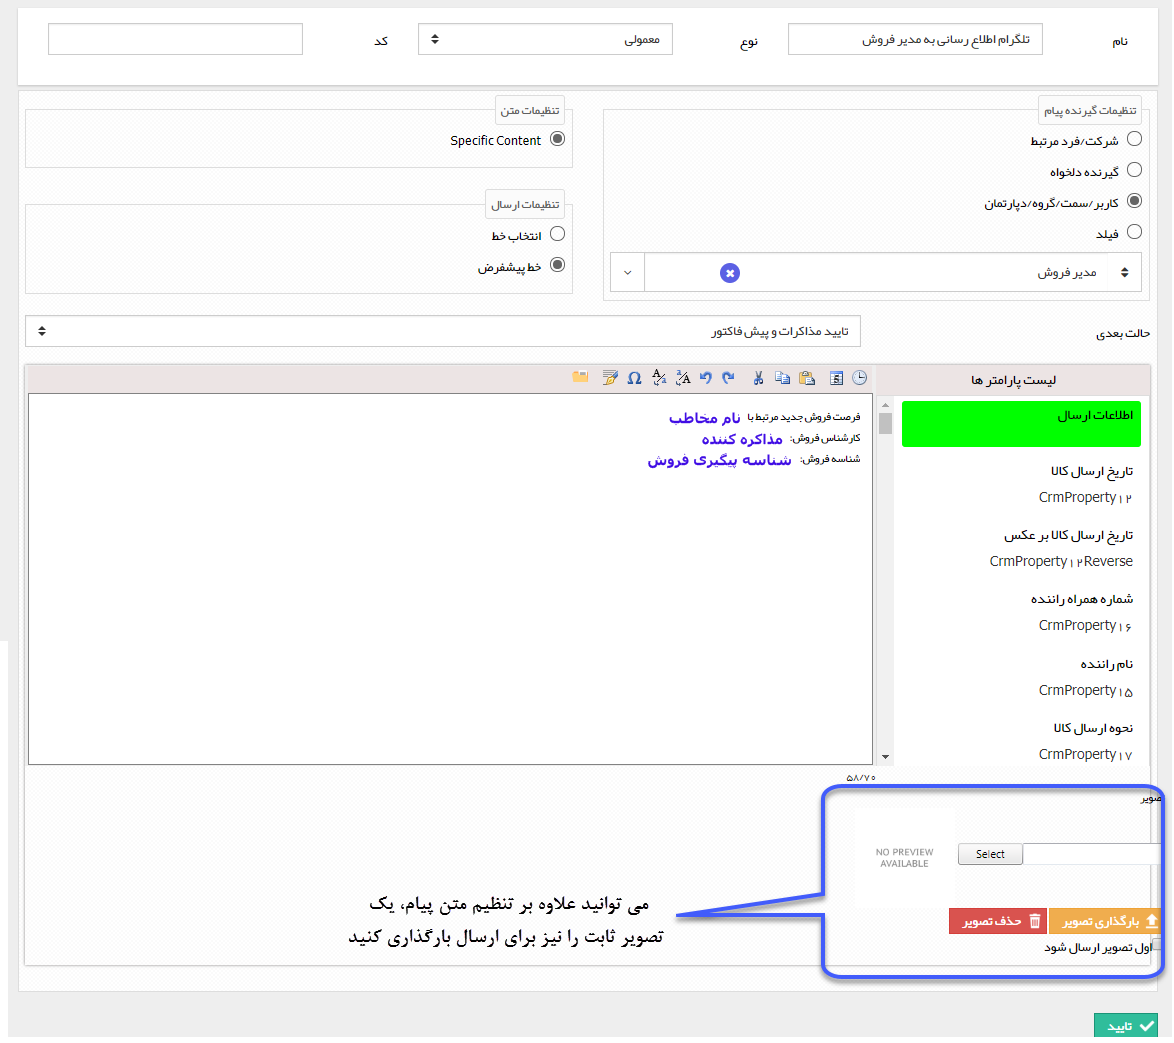 نام
تلگرام اطلاع رسانی به مدیر فروش
نوع
معمولی
کد
تنظیمات گیرنده پیام
شرکت/فرد مرتبط
گیرنده دلخواه
کاربر/سمت/گروه/دپارتمان
فیلد
مدیر فروش
تنظیمات متن
Specific Content
تنظیمات ارسال
انتخاب خط
خط پیشفرض
حالت بعدی
تایید مذاکرات و پیش فاکتور
لیست پارامتر ها
اطلاعات ارسال
تاریخ ارسال کالا
CrmProperty۱۲
تاریخ ارسال کالا بر عکس
CrmProperty۱۲Reverse
شماره همراه راننده
CrmProperty۱۶
نام راننده
CrmProperty۱۵
نحوه ارسال کالا
CrmProperty۱۷
فرصت فروش جدید مرتبط با نام مخاطب
کارشناس فروش: مذاکره کننده
شناسه فروش: شناسه پیگیری فروش
۵۸/۷۰
صویر
NO PREVIEW
AVAILABLE
Select
بارگذاری تصویر
حذف تصویر
اول تصویر ارسال شود
می توانید علاوه بر تنظیم متن پیام، یک
تصویر ثابت را نیز برای ارسال بارگذاری کنید
تایید